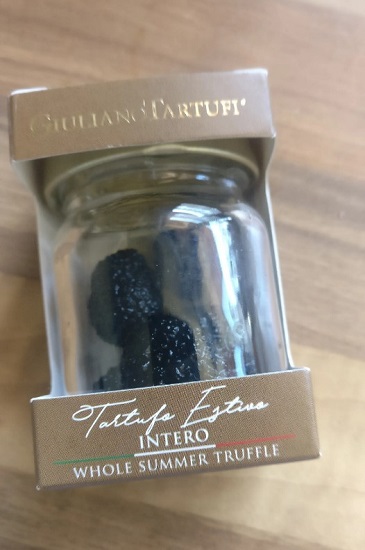 GIULIANO TARTUFI®
Tartufo Estivo
INTERO
WHOLE SUMMER TRUFFLE